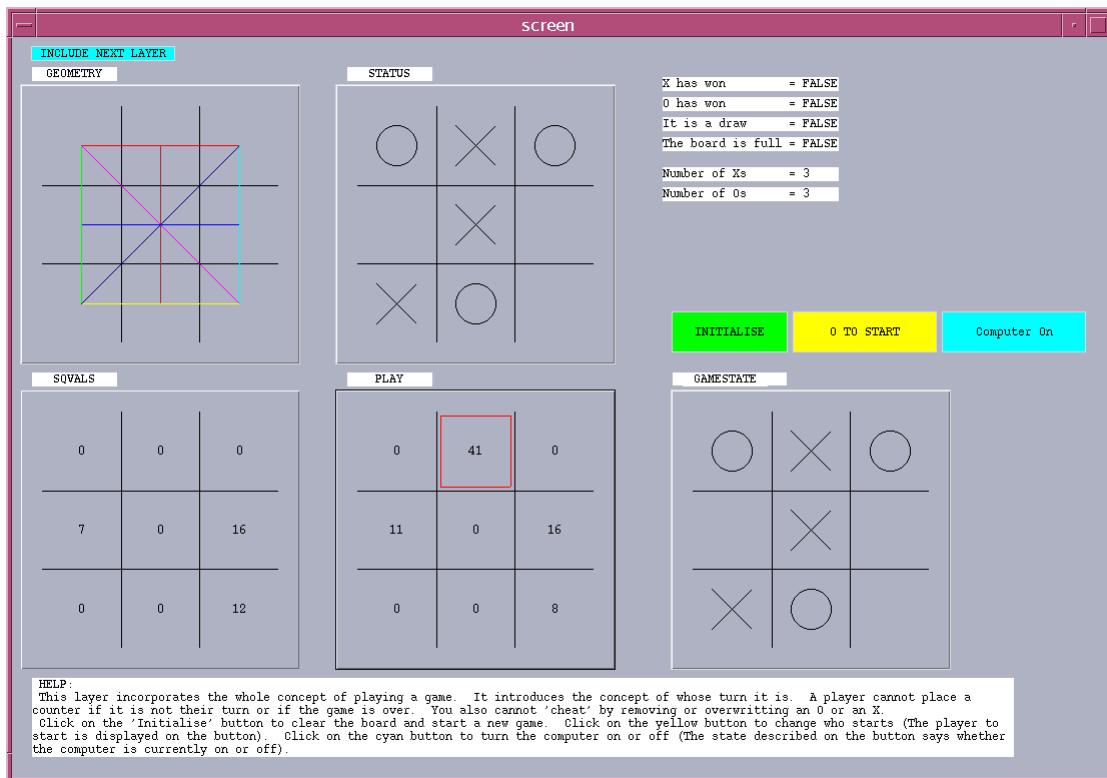 screen
INCLUDE NEXT LAYER
GEOMETRY
STATUS
X has won = FALSE
O has won = FALSE
It is a draw = FALSE
The board is full = FALSE
Number of Xs = 3
Number of Os = 3
INITIALISE
O TO START
Computer On
SQVALS
PLAY
GAMESTATE
0 0 0
0 41 0
7 0 16
11 0 16
0 0 12
0 0 8
HELP:
This layer incorporates the whole concept of playing a game. It introduces the concept of whose turn it is. A player cannot place a
counter if it is not their turn or if the game is over. You also cannot 'cheat' by removing or overwritting an O or an X.
Click on the 'Initialise' button to clear the board and start a new game. Click on the yellow button to change who starts (The player to
start is displayed on the button). Click on the cyan button to turn the computer on or off (The state described on the button says whether
the computer is currently on or off).